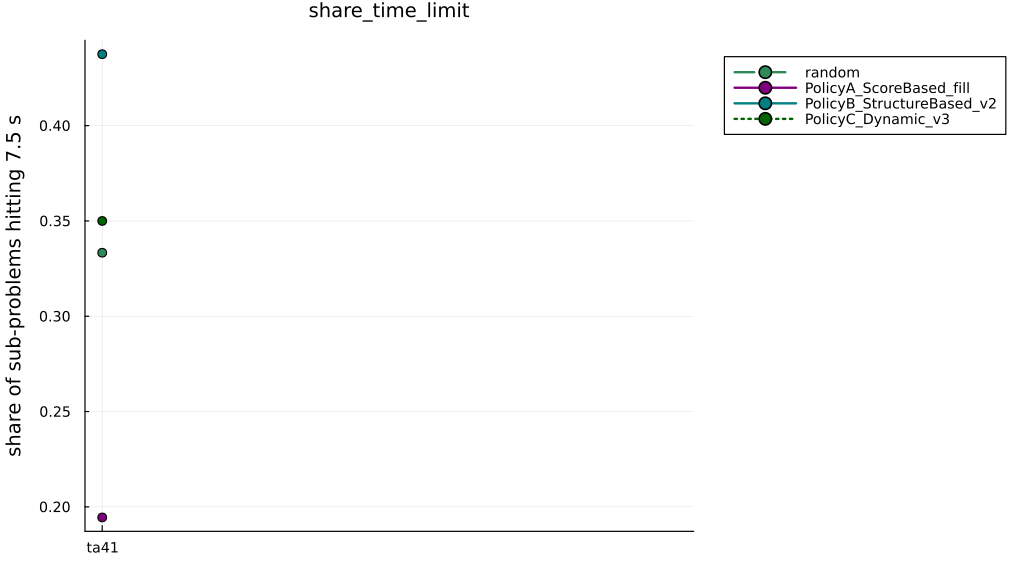 share_time_limit
share of sub-problems hitting 7.5 s
0.40
0.35
0.30
0.25
0.20
ta41
random
PolicyA_ScoreBased_fill
PolicyB_StructureBased_v2
PolicyC_Dynamic_v3